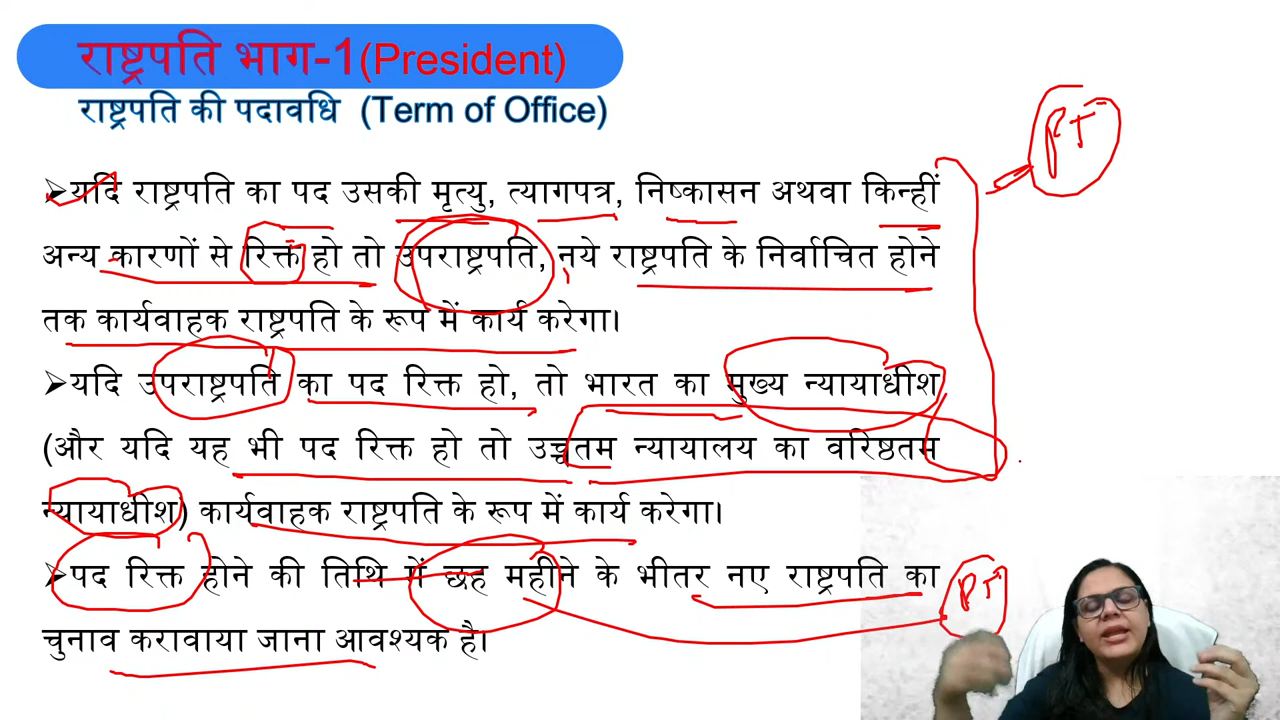 राष्ट्रपति भाग-1(President)
राष्ट्रपति की पदावधि (Term of Office)
PT
➢यदि राष्ट्रपति का पद उसकी मृत्यु, त्यागपत्र, निष्कासन अथवा किन्हीं
अन्य कारणों से रिक्त हो तो उपराष्ट्रपति, नये राष्ट्रपति के निर्वाचित होने
तक कार्यवाहक राष्ट्रपति के रूप में कार्य करेगा।
➢यदि उपराष्ट्रपति का पद रिक्त हो, तो भारत का मुख्य न्यायाधीश
(और यदि यह भी पद रिक्त हो तो उच्चतम न्यायालय का वरिष्ठतम
न्यायाधीश) कार्यवाहक राष्ट्रपति के रूप में कार्य करेगा।
➢पद रिक्त होने की तिथि में छह महीने के भीतर नए राष्ट्रपति का
PT
चुनाव करावाया जाना आवश्यक है।